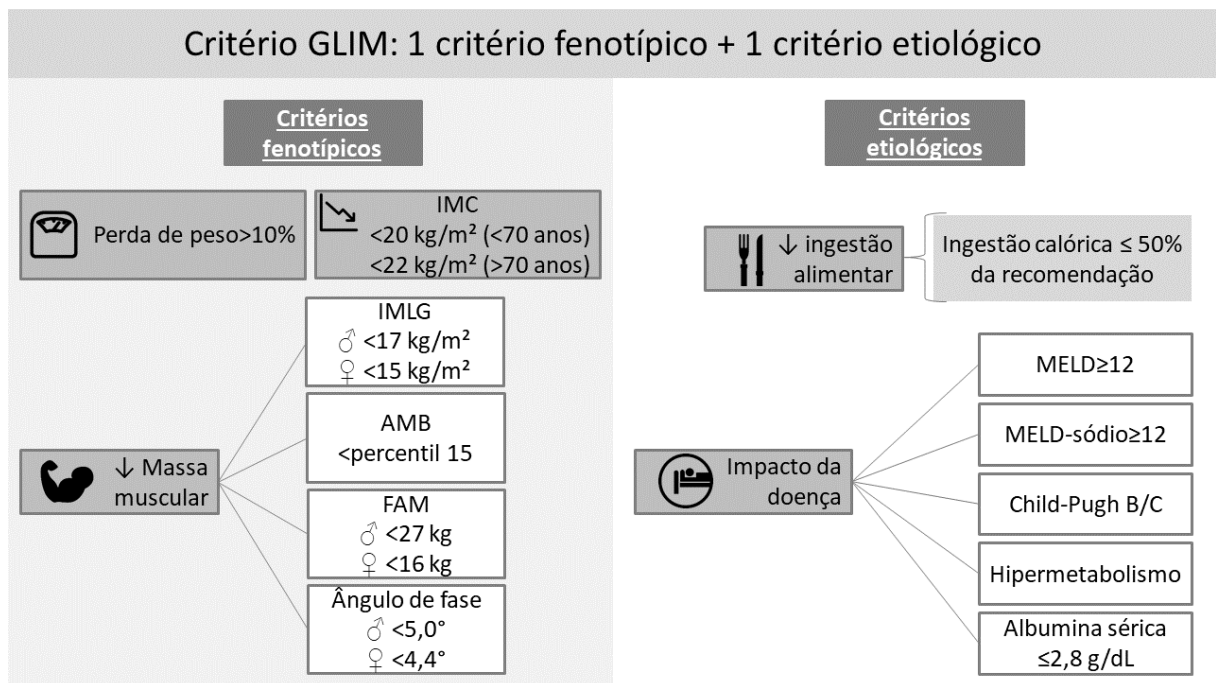 Critério GLIM: 1 critério fenotípico + 1 critério etiológico
Critérios
fenotípicos
Perda de peso>10%
IMC
<20 kg/m² (<70 anos)
<22 kg/m² (>70 anos)
↓ Massa
muscular
IMLG
♂ <17 kg/m²
♀ <15 kg/m²
AMB
<percentil 15
FAM
♂ <27 kg
♀ <16 kg
Ângulo de fase
♂ <5,0°
♀ <4,4°
Critérios
etiológicos
↓ ingestão
alimentar
Ingestão calórica ≤ 50%
da recomendação
Impacto da
doença
MELD≥12
MELD-sódio≥12
Child-Pugh B/C
Hipermetabolismo
Albumina sérica
≤2,8 g/dL